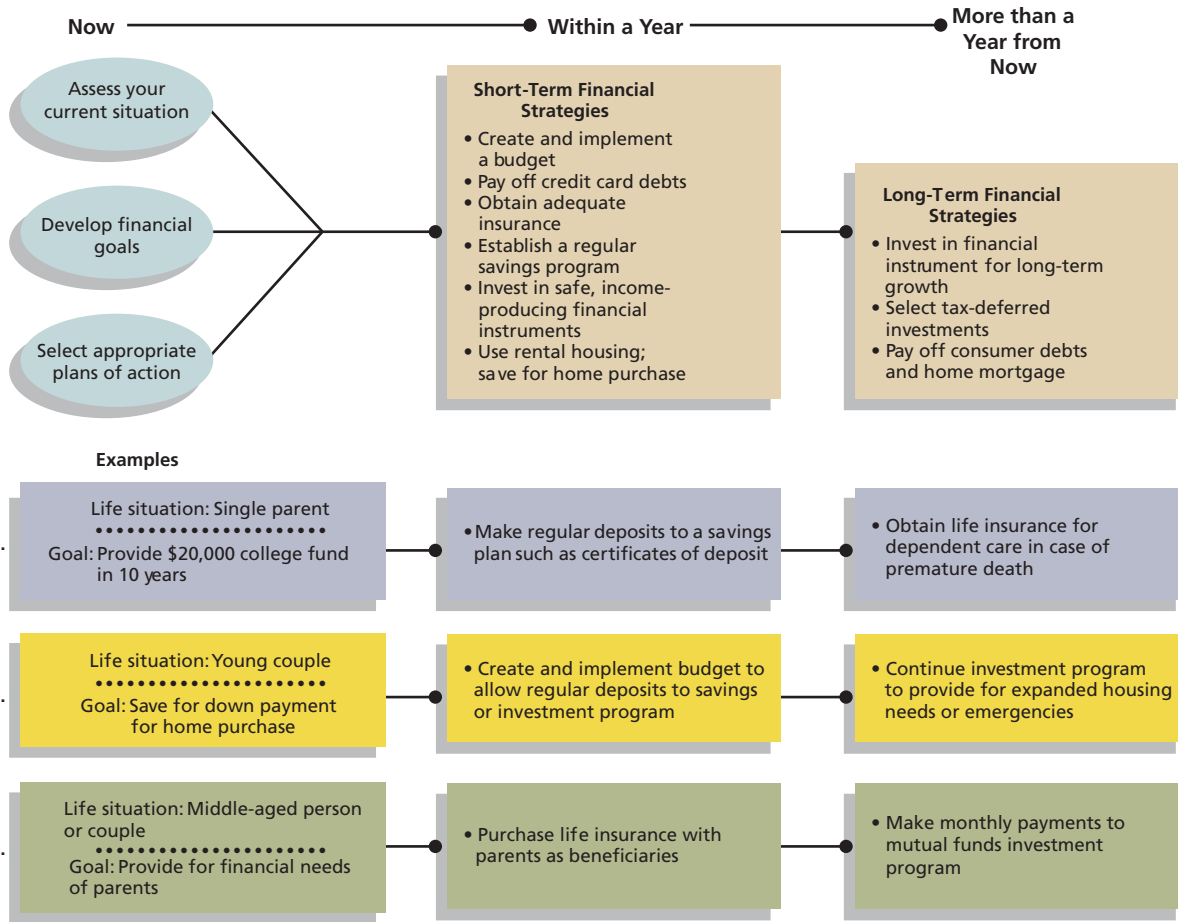 Now
Within a Year
More than a
Year from
Now
Assess your
current situation
Develop financial
goals
Select appropriate
plans of action
Short-Term Financial
Strategies
• Create and implement
a budget
• Pay off credit card debts
• Obtain adequate
insurance
• Establish a regular
savings program
• Invest in safe, income-
producing financial
instruments
• Use rental housing;
save for home purchase
Long-Term Financial
Strategies
• Invest in financial
instrument for long-term
growth
• Select tax-deferred
investments
• Pay off consumer debts
and home mortgage
Examples
Life situation: Single parent
Goal: Provide $20,000 college fund
in 10 years
• Make regular deposits to a savings
plan such as certificates of deposit
• Obtain life insurance for
dependent care in case of
premature death
Life situation: Young couple
Goal: Save for down payment
for home purchase
• Create and implement budget to
allow regular deposits to savings
or investment program
• Continue investment program
to provide for expanded housing
needs or emergencies
Life situation: Middle-aged person
or couple
Goal: Provide for financial needs
of parents
• Purchase life insurance with
parents as beneficiaries
• Make monthly payments to
mutual funds investment
program